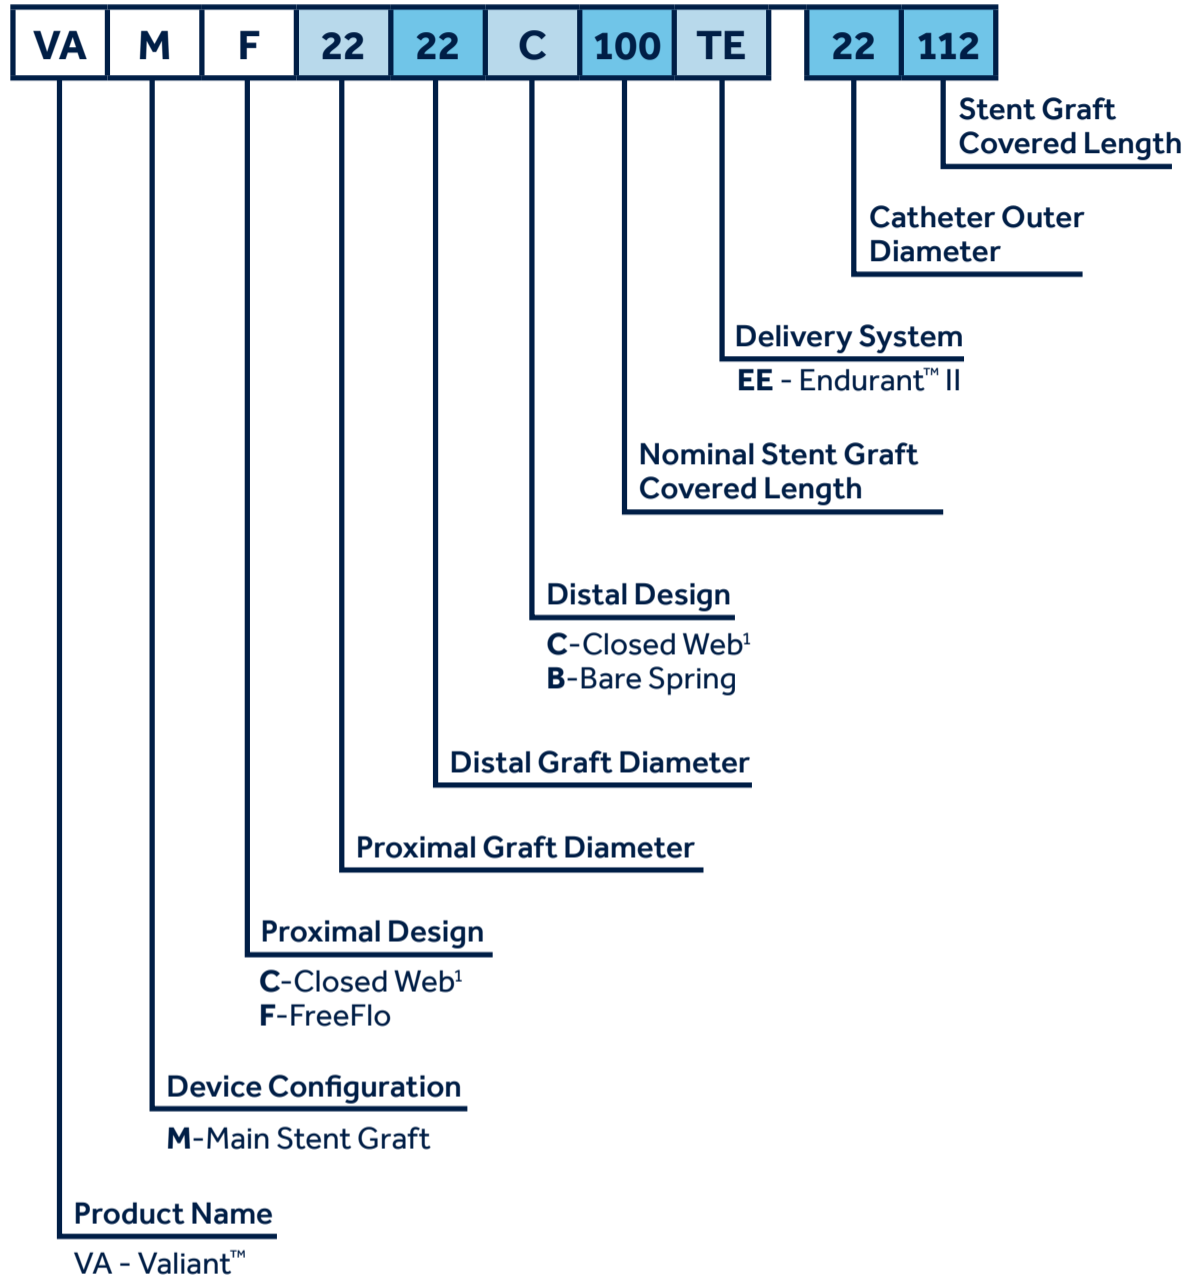 VA M F 22 22 C 100 TE 22 112
Stent Graft
Covered Length
Catheter Outer
Diameter
Delivery System
EE - Endurant™ II
Nominal Stent Graft
Covered Length
Distal Design
C-Closed Web¹
B-Bare Spring
Distal Graft Diameter
Proximal Graft Diameter
Proximal Design
C-Closed Web¹
F-FreeFlo
Device Configuration
M-Main Stent Graft
Product Name
VA - Valiant™